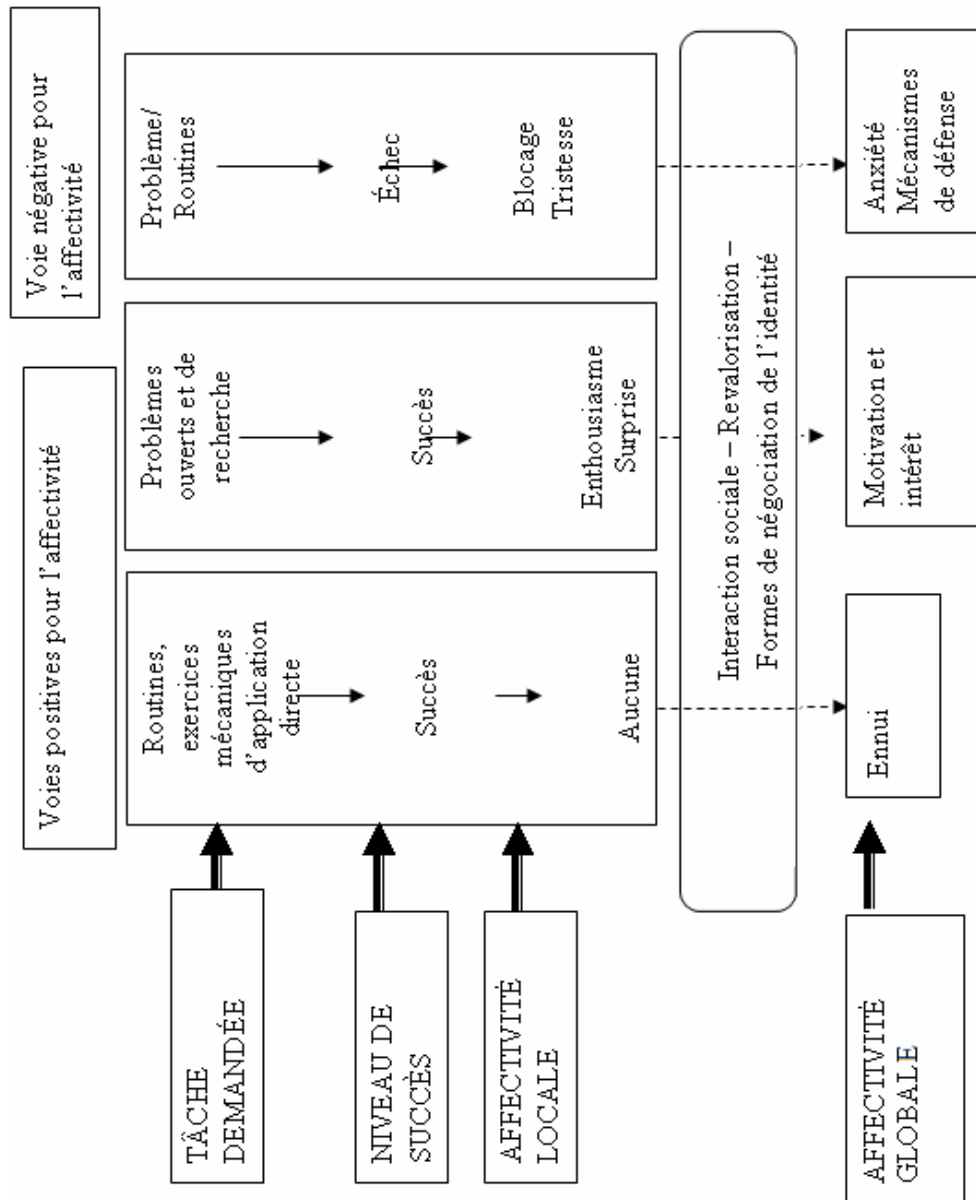 Voies positives pour l'affectivité
Voie négative pour
l'affectivité
TÂCHE
DEMANDÉE
Routines,
exercices
mécaniques
d'application
directe
Problèmes
ouverts et de
recherche
Problème/
Routines
NIVEAU DE
SUCCÈS
Succès
Succès
Échec
AFFECTIVITÉ
LOCALE
Aucune
Enthousiasme
Surprise
Blocage
Tristesse
Interaction sociale – Revalorisation –
Formes de négociation de l'identité
AFFECTIVITÉ
GLOBALE
Ennui
Motivation et
intérêt
Anxiété
Mécanismes
de défense